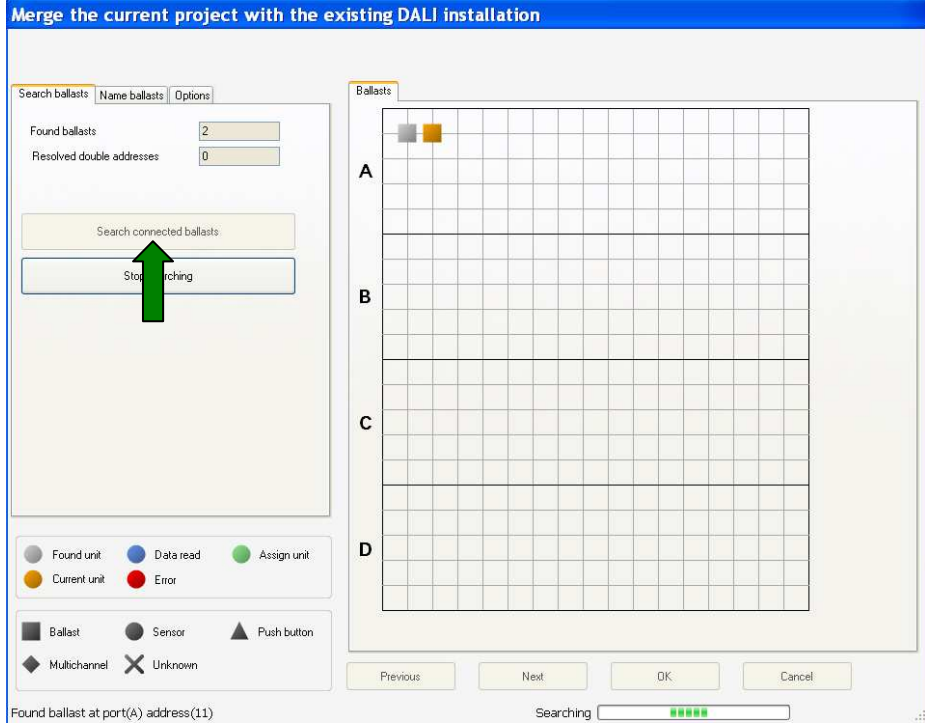 Merge the current project with the existing DALI installation
Search ballasts Name ballasts Options
Found ballasts 2
Resolved double addresses 0
Search connected ballasts
Ballasts
A
B
C
D
Found unit Data read Assign unit
Current unit Error
Ballast Sensor Push button
Multichannel Unknown
Previous Next OK Cancel
Found ballast at port(A) address(11) Searching